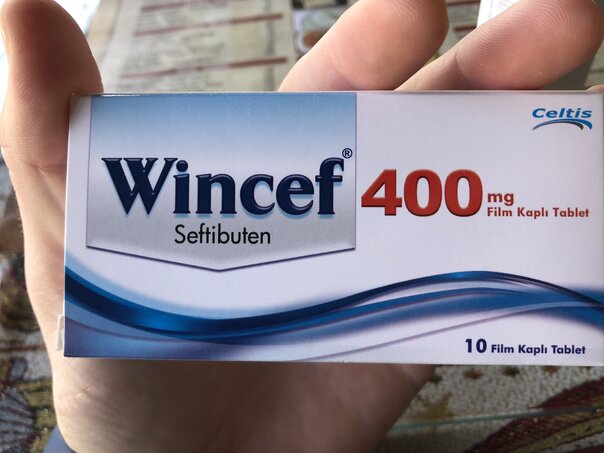 Celtis
Wincef®
400 mg
Film Kaplı Tablet
Seftibuten
10 Film Kaplı Tablet